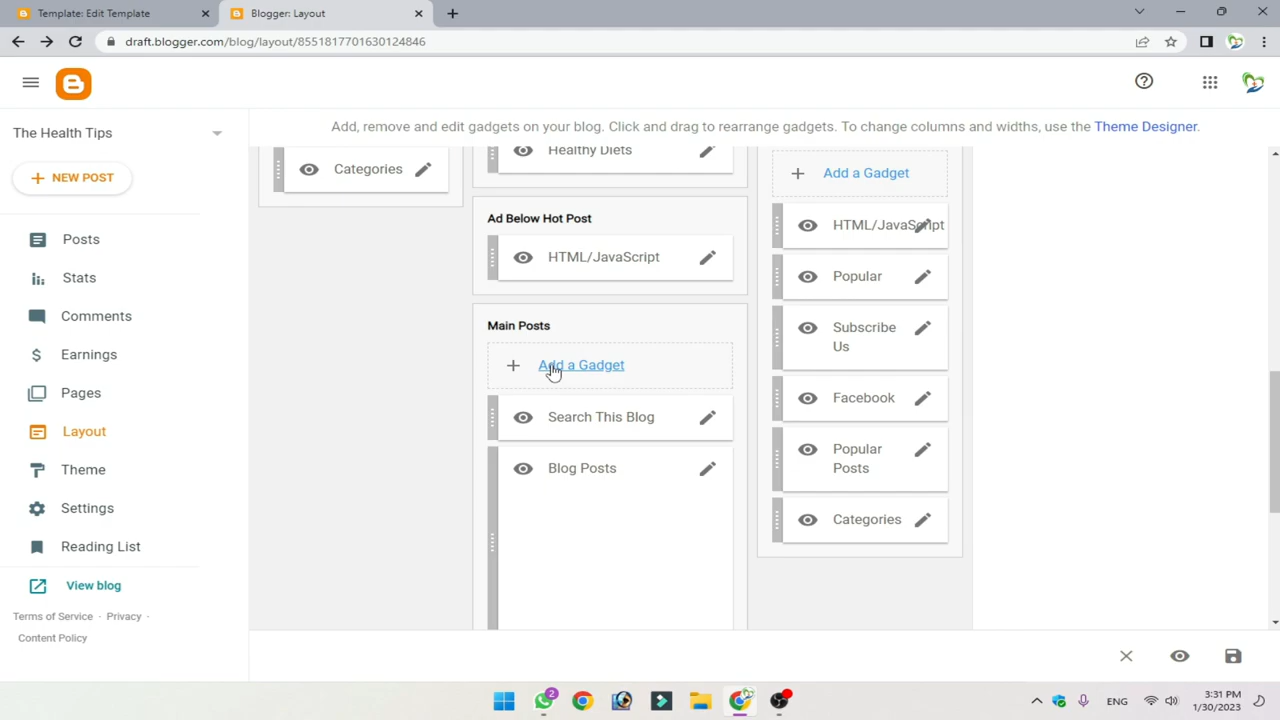 Template: Edit Template
Blogger: Layout
draft.blogger.com/blog/layout/8551817701630124846
The Health Tips
NEW POST
Posts
Stats
Comments
Earnings
Pages
Layout
Theme
Settings
Reading List
View blog
Terms of Service · Privacy ·
Content Policy
Add, remove and edit gadgets on your blog. Click and drag to rearrange gadgets. To change columns and widths, use the Theme Designer.
Categories
Healthy Diets
Ad Below Hot Post
HTML/JavaScript
Main Posts
Add a Gadget
Search This Blog
Blog Posts
Add a Gadget
HTML/JavaScript
Popular
Subscribe
Us
Facebook
Popular
Posts
Categories
2
ENG
3:31 PM
1/30/2023